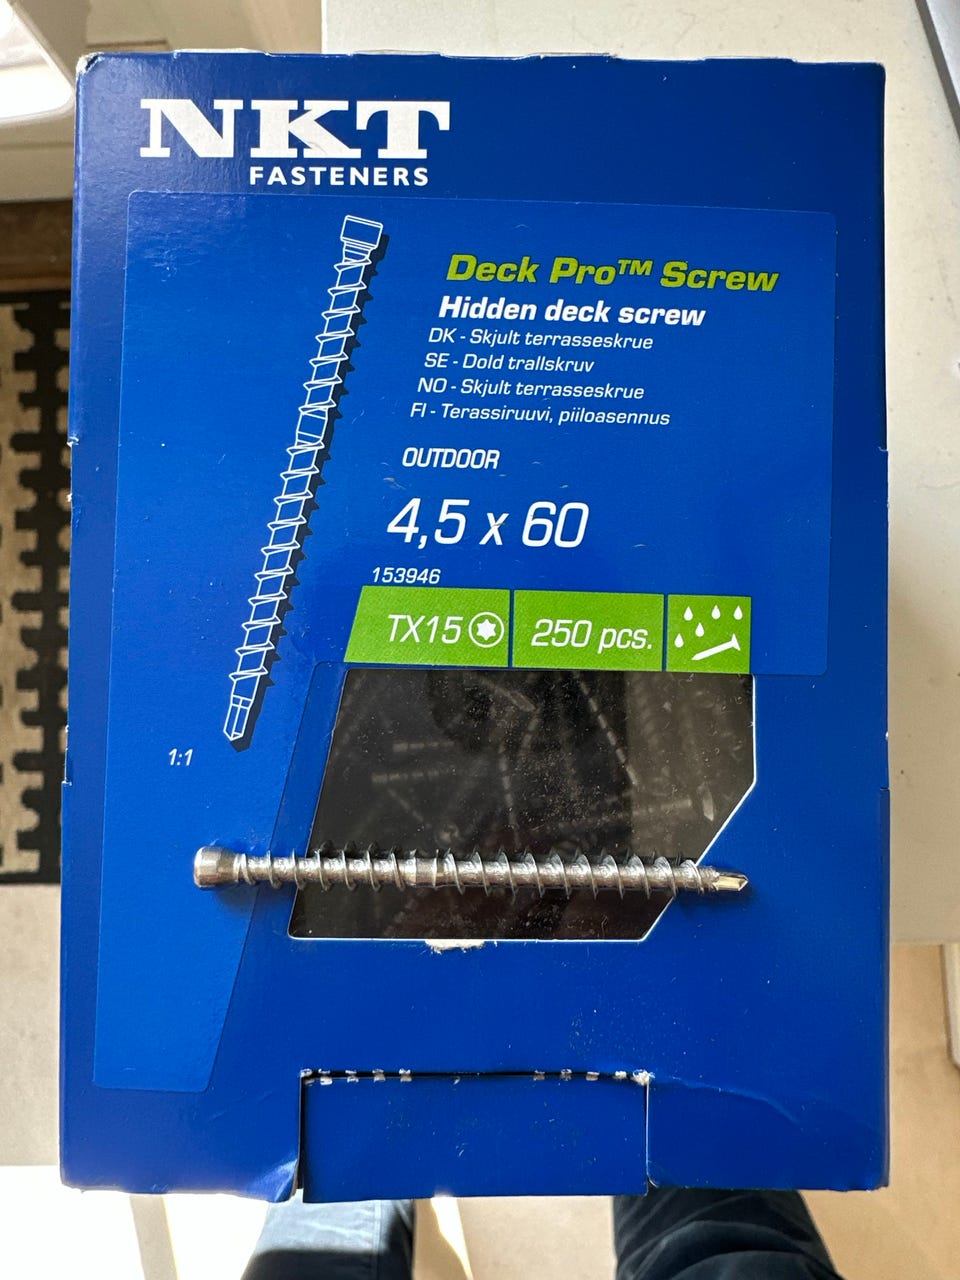 NKT
FASTENERS
Deck Pro™ Screw
Hidden deck screw
DK - Skjult terrasseskrue
SE - Dold trallskruv
NO - Skjult terrasseskrue
FI - Terassiruuvi, piiloasennus
OUTDOOR
4,5 x 60
153946
TX15 250 pcs.
1:1